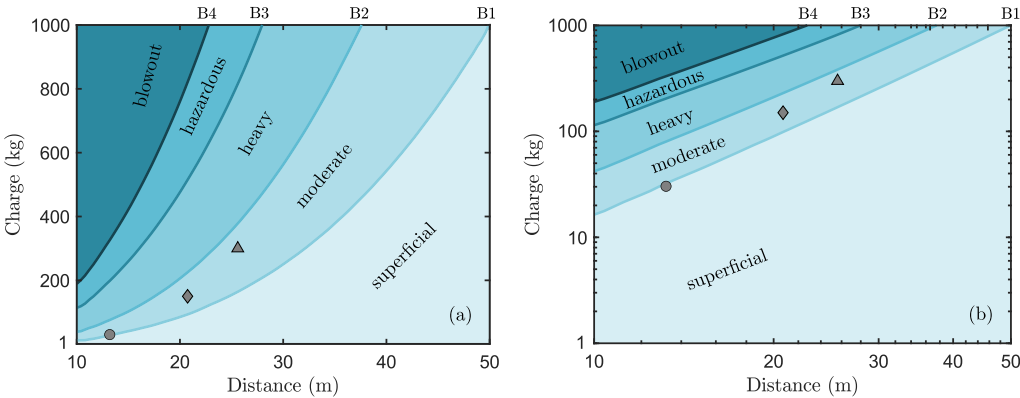 B4 B3 B2 B1
1000
800
600
400
200
1
Charge (kg)
blowout
hazardous
heavy
moderate
superficial
(a)
10 20 30 40 50
Distance (m)
B4 B3 B2 B1
1000
100
10
1
Charge (kg)
blowout
hazardous
heavy
moderate
superficial
(b)
10 20 30 40 50
Distance (m)